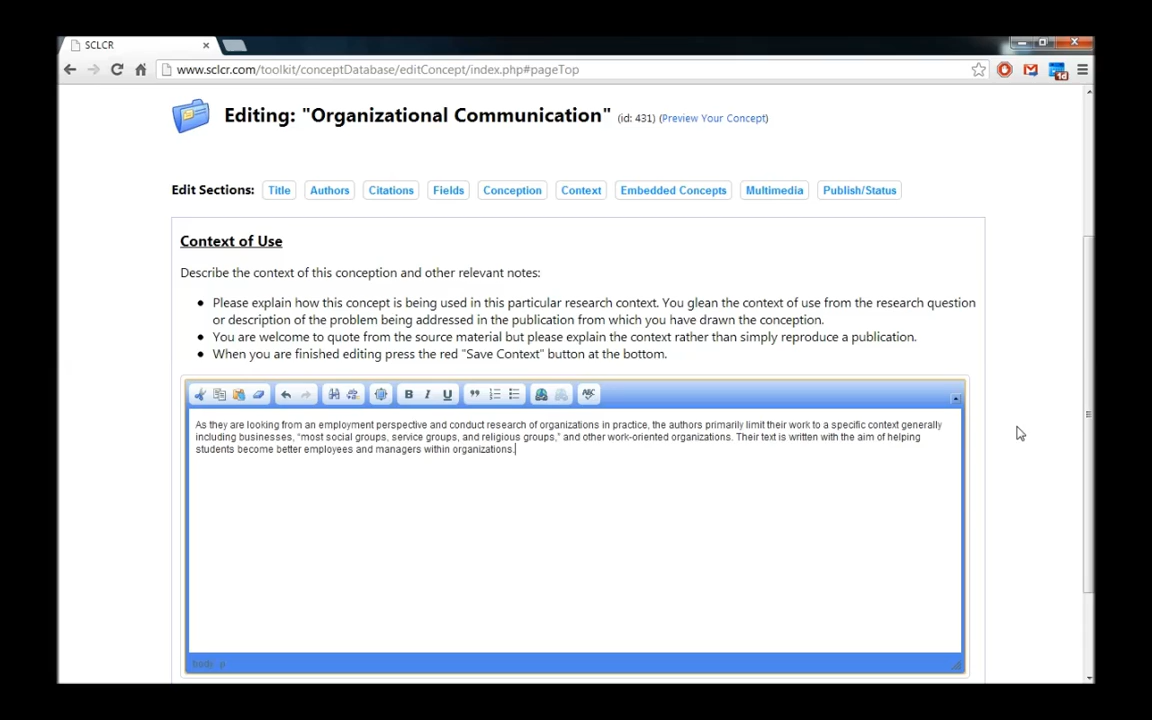 SCLCR
www.sclcr.com/toolkit/conceptDatabase/editConcept/index.php#pageTop
Editing: "Organizational Communication" (id: 431) (Preview Your Concept)
Edit Sections: Title Authors Citations Fields Conception Context Embedded Concepts Multimedia Publish/Status
Context of Use
Describe the context of this conception and other relevant notes:
• Please explain how this concept is being used in this particular research context. You glean the context of use from the research question
or description of the problem being addressed in the publication from which you have drawn the conception.
• You are welcome to quote from the source material but please explain the context rather than simply reproduce a publication.
• When you are finished editing press the red "Save Context" button at the bottom.
B I U ABC
As they are looking from an employment perspective and conduct research of organizations in practice, the authors primarily limit their work to a specific context generally
including businesses, "most social groups, service groups, and religious groups," and other work-oriented organizations. Their text is written with the aim of helping
students become better employees and managers within organizations.
body p